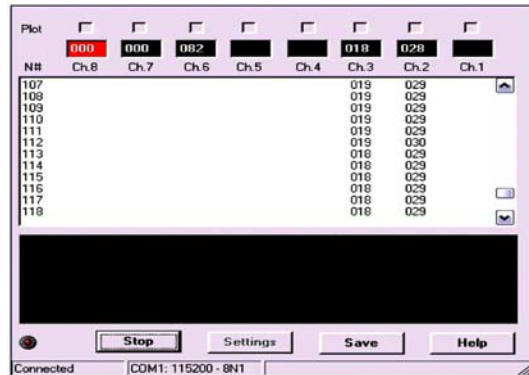 Plot
000 000 082 018 028
N# Ch.8 Ch.7 Ch.6 Ch.5 Ch.4 Ch.3 Ch.2 Ch.1
107 019 029
108 019 029
109 019 029
110 019 029
111 019 029
112 019 030
113 018 029
114 018 029
115 018 029
116 018 029
117 018 029
118 018 029
Stop Settings Save Help
Connected COM1: 115200 - 8N1